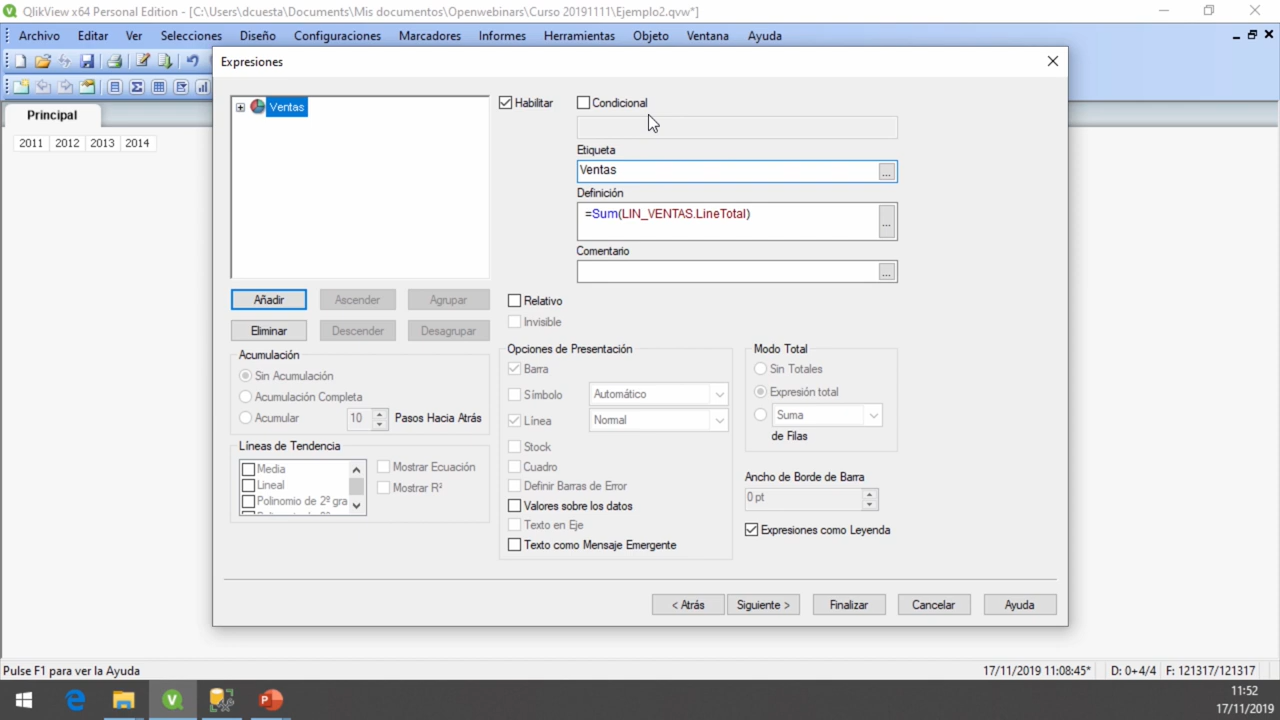 QlikView x64 Personal Edition - [C:\Users\dcuesta\Documents\Mis documentos\Openwebinars\Curso 20191111\Ejemplo2.qvw*]
Archivo Editar Ver Selecciones Diseño Configuraciones Marcadores Informes Herramientas Objeto Ventana Ayuda
Expresiones
Principal
2011 2012 2013 2014
Ventas
Habilitar
Condicional
Etiqueta
Ventas
...
Definición
=Sum(LIN_VENTAS.LineTotal)
...
Comentario
...
Añadir Ascender Agrupar
Eliminar Descender Desagrupar
Relativo
Invisible
Acumulación
Sin Acumulación
Acumulación Completa
Acumular 10 Pasos Hacia Atrás
Líneas de Tendencia
Media
Lineal
Polinomio de 2º gra
Mostrar Ecuación
Mostrar R²
Opciones de Presentación
Barra
Símbolo Automático
Línea Normal
Stock
Cuadro
Definir Barras de Error
Valores sobre los datos
Texto en Eje
Texto como Mensaje Emergente
Modo Total
Sin Totales
Expresión total
Suma
de Filas
Ancho de Borde de Barra
0 pt
Expresiones como Leyenda
< Atrás Siguiente > Finalizar Cancelar Ayuda
Pulse F1 para ver la Ayuda 17/11/2019 11:08:45* D: 0+4/4 F: 121317/121317
11:52
17/11/2019